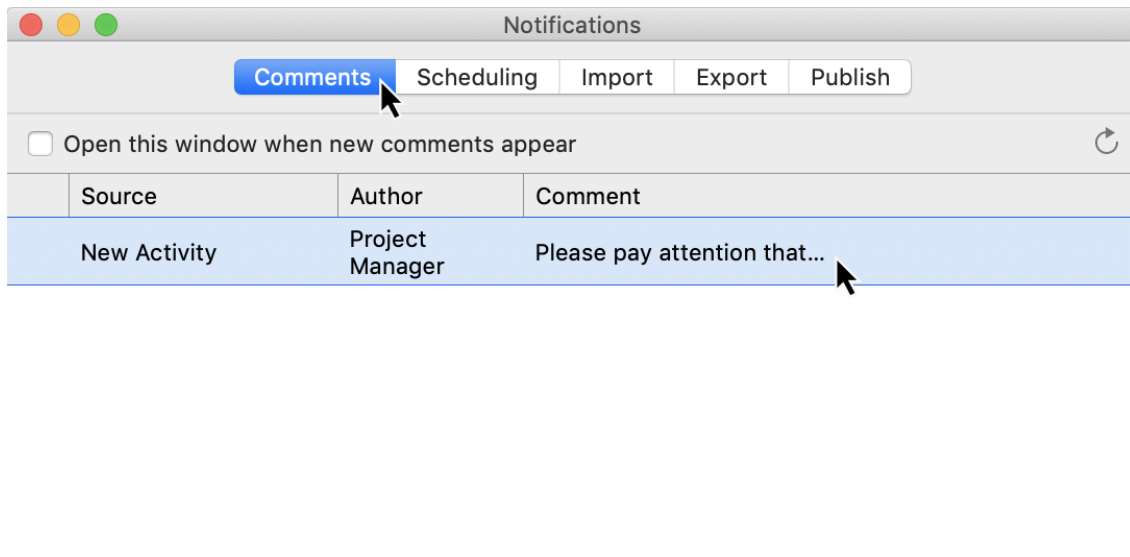 Notifications
Comments Scheduling Import Export Publish
Open this window when new comments appear
Source Author Comment
New Activity Project Manager Please pay attention that...